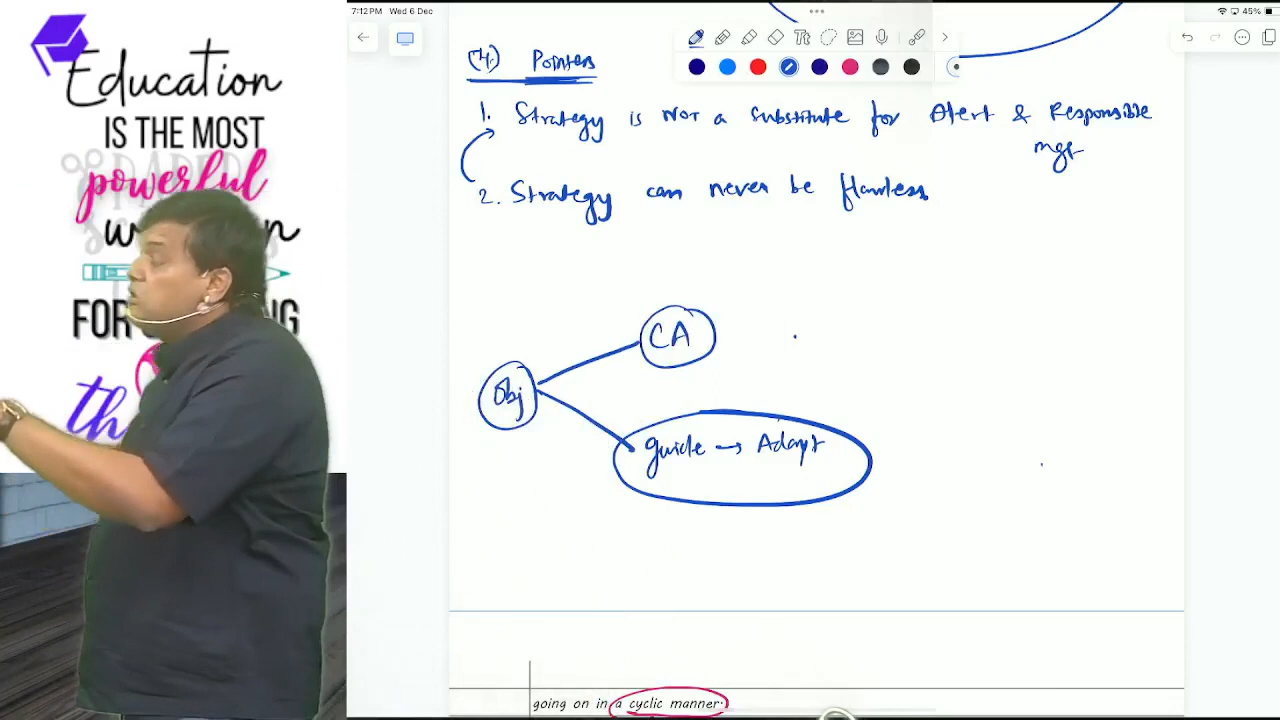 7:12 PM Wed 6 Dec
45%
Education
IS THE MOST
powerful
FOR
th
(4) Pointers
1. Strategy is NOT a substitute for Alert & Responsible
mgt
2. Strategy can never be flawless
CA
Obj
guide → Adapt
going on in a cyclic manner.